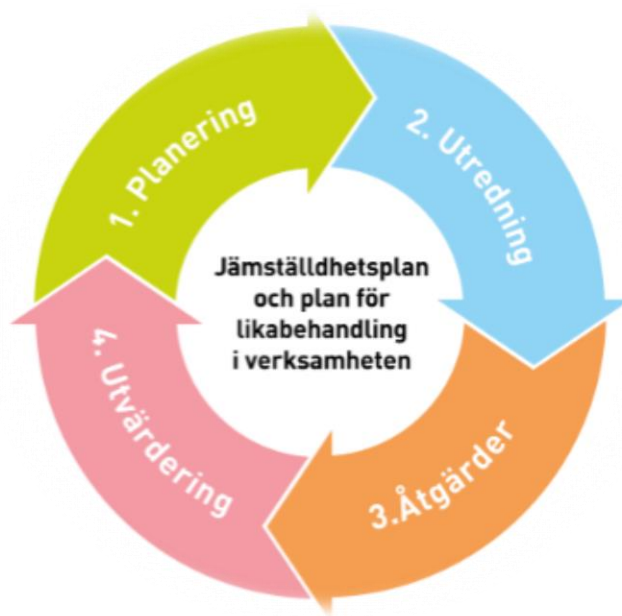 1. Planering
2. Utredning
Jämställdhetsplan
och plan för
likabehandling
i verksamheten
3.Åtgärder
4. Utvärdering